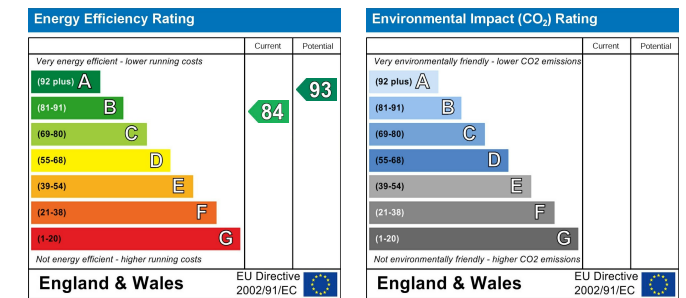 Energy Efficiency Rating
Current Potential
Very energy efficient - lower running costs
(92 plus) A
(81-91) B
(69-80) C
(55-68) D
(39-54) E
(21-38) F
(1-20) G
84
93
Not energy efficient - higher running costs
England & Wales
EU Directive
2002/91/EC
Environmental Impact (CO₂) Rating
Current Potential
Very environmentally friendly - lower CO2 emissions
(92 plus) A
(81-91) B
(69-80) C
(55-68) D
(39-54) E
(21-38) F
(1-20) G
Not environmentally friendly - higher CO2 emissions
England & Wales
EU Directive
2002/91/EC